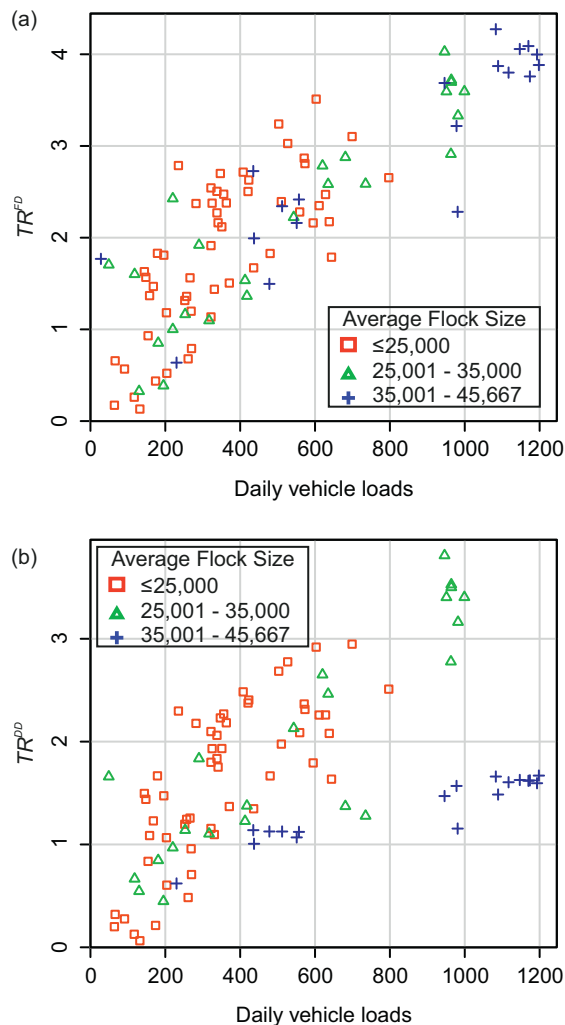 (a)
4
3
2
1
0
TR^FD
Average Flock Size
≤25,000
25,001 - 35,000
35,001 - 45,667
0 200 400 600 800 1000 1200
Daily vehicle loads
(b)
Average Flock Size
≤25,000
25,001 - 35,000
35,001 - 45,667
3
2
1
0
TR^DD
0 200 400 600 800 1000 1200
Daily vehicle loads